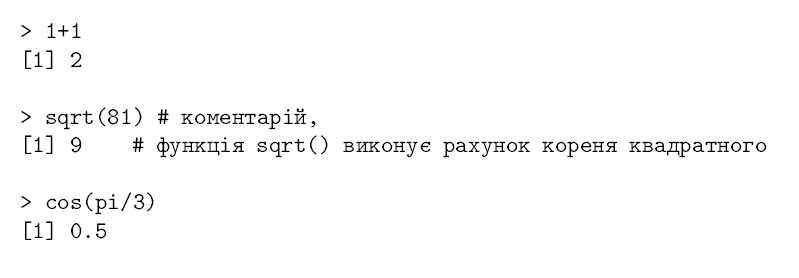 > 1+1
[1] 2
> sqrt(81) # коментарій,
[1] 9    # функція sqrt() виконує рахунок кореня квадратного
> cos(pi/3)
[1] 0.5